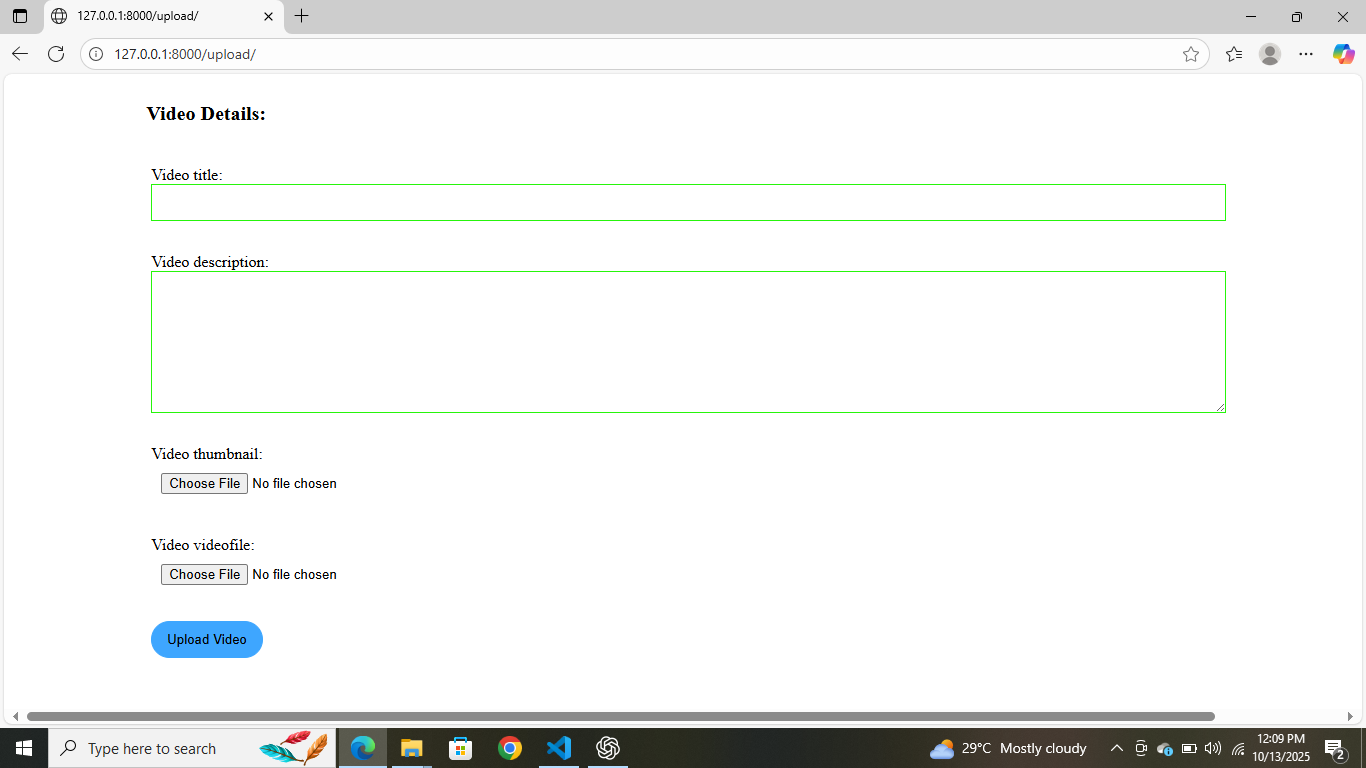 127.0.0.1:8000/upload/
127.0.0.1:8000/upload/
Video Details:
Video title:
Video description:
Video thumbnail:
Choose File No file chosen
Video videofile:
Choose File No file chosen
Upload Video
Type here to search
29°C Mostly cloudy
12:09 PM
10/13/2025
2